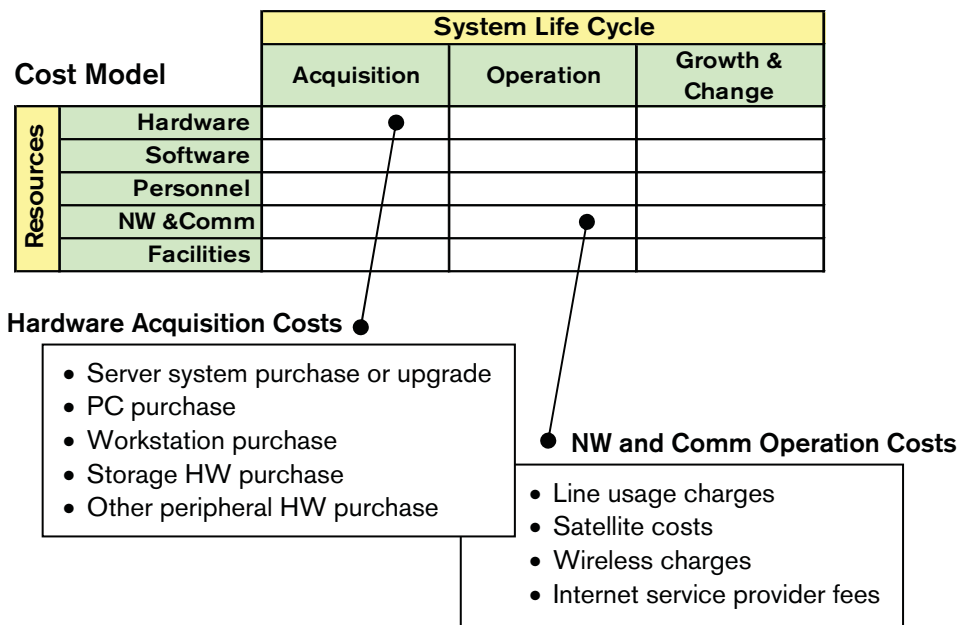 System Life Cycle
Cost Model
Acquisition
Operation
Growth &
Change
Resources
Hardware
Software
Personnel
NW &Comm
Facilities
Hardware Acquisition Costs
• Server system purchase or upgrade
• PC purchase
• Workstation purchase
• Storage HW purchase
• Other peripheral HW purchase
NW and Comm Operation Costs
• Line usage charges
• Satellite costs
• Wireless charges
• Internet service provider fees